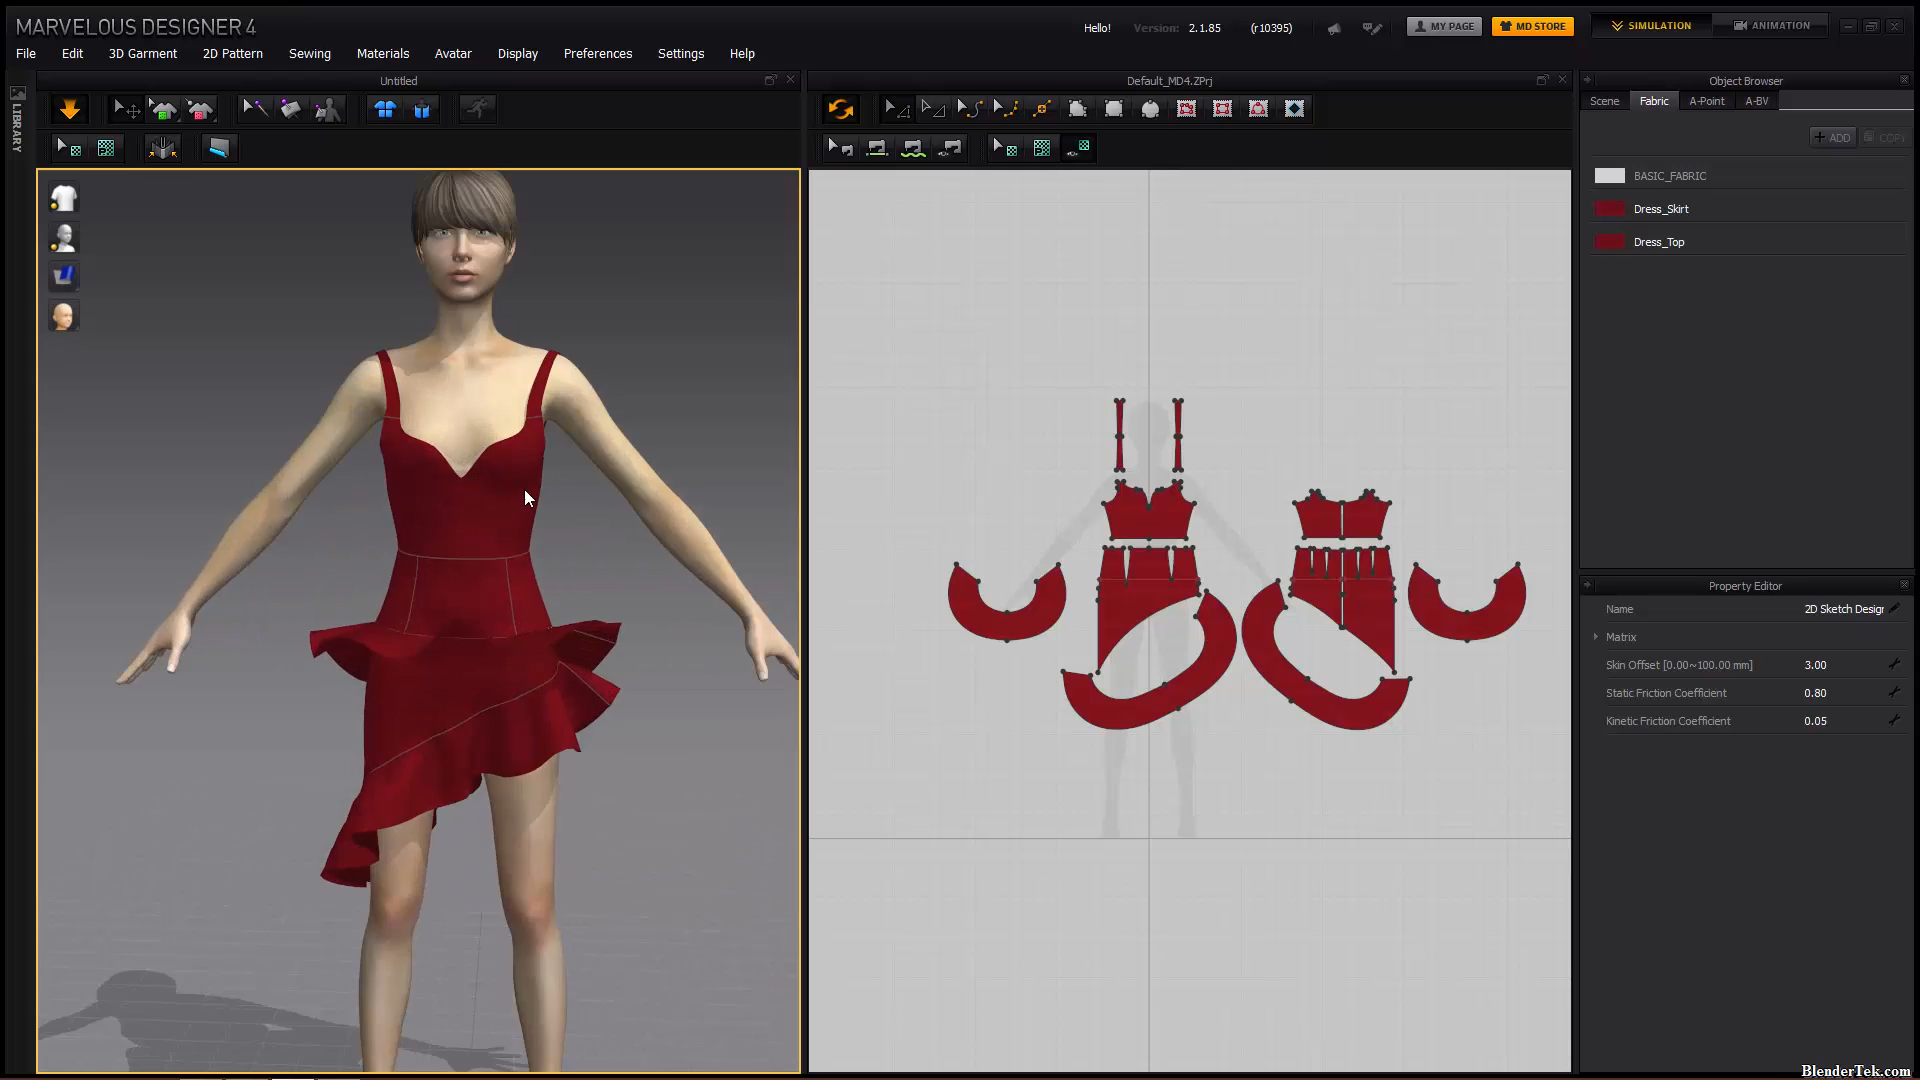 MARVELOUS DESIGNER 4
Hello! Version: 2.1.85 (r10395) MY PAGE MD STORE SIMULATION ANIMATION
File Edit 3D Garment 2D Pattern Sewing Materials Avatar Display Preferences Settings Help
Untitled
Default_MD4.ZPrj
Object Browser
LIBRARY
Scene Fabric A-Point A-BV
+ ADD COPY
BASIC_FABRIC
Dress_Skirt
Dress_Top
Property Editor
Name 2D Sketch Desigr
Matrix
Skin Offset [0.00~100.00 mm] 3.00
Static Friction Coefficient 0.80
Kinetic Friction Coefficient 0.05
BlenderTek.com